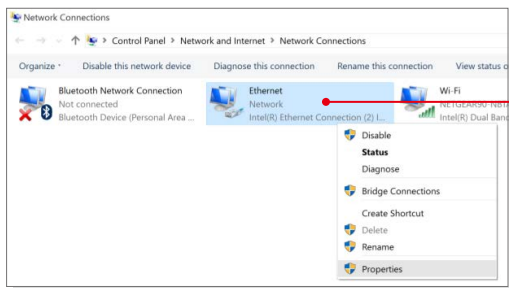 Network Connections
Control Panel > Network and Internet > Network Connections
Organize Disable this network device Diagnose this connection Rename this connection View status o
Bluetooth Network Connection
Not connected
Bluetooth Device (Personal Area ...
Ethernet
Network
Intel(R) Ethernet Connection (2) I...
Wi-Fi
Intel(R) Dual Band
Disable
Status
Diagnose
Bridge Connections
Create Shortcut
Delete
Rename
Properties